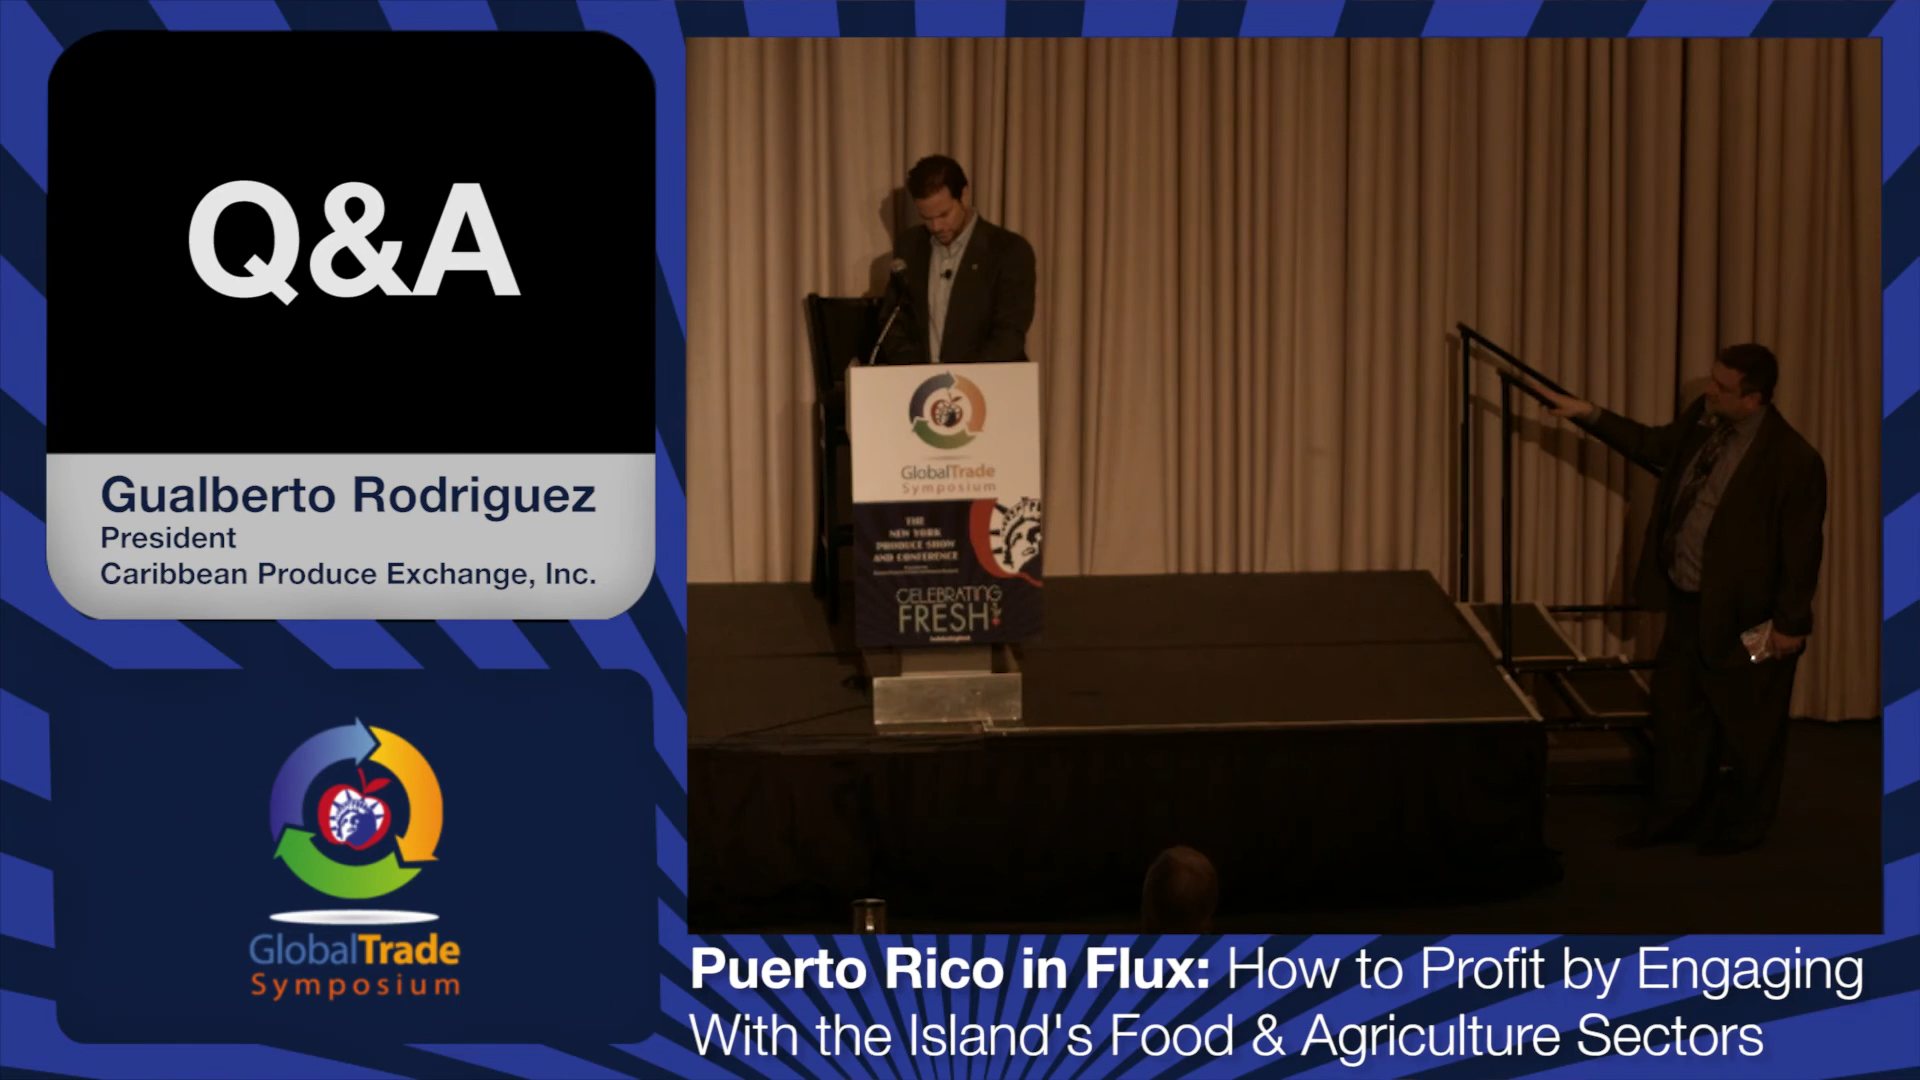 Q&A
Gualberto Rodriguez
President
Caribbean Produce Exchange, Inc.
GlobalTrade
Symposium
GlobalTrade
Symposium
THE
NEW YORK
PRODUCE SHOW
AND CONFERENCE
CELEBRATING
FRESH!
Puerto Rico in Flux: How to Profit by Engaging
With the Island's Food & Agriculture Sectors